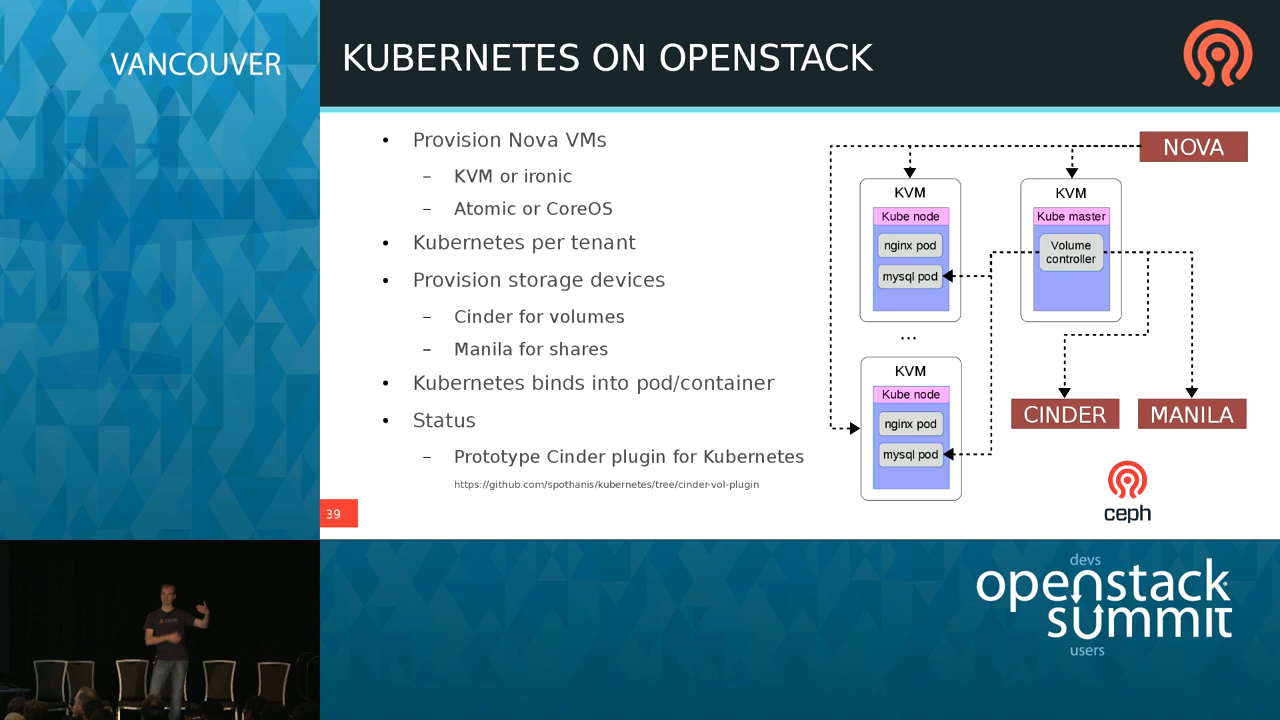 VANCOUVER
KUBERNETES ON OPENSTACK
• Provision Nova VMs
– KVM or ironic
– Atomic or CoreOS
• Kubernetes per tenant
• Provision storage devices
– Cinder for volumes
– Manila for shares
• Kubernetes binds into pod/container
• Status
– Prototype Cinder plugin for Kubernetes
https://github.com/spothanis/kubernetes/tree/cinder-vol-plugin
39
NOVA
KVM
Kube node
nginx pod
mysql pod
KVM
Kube master
Volume
controller
...
KVM
Kube node
nginx pod
mysql pod
CINDER
MANILA
ceph
devs
openstack
summit
users